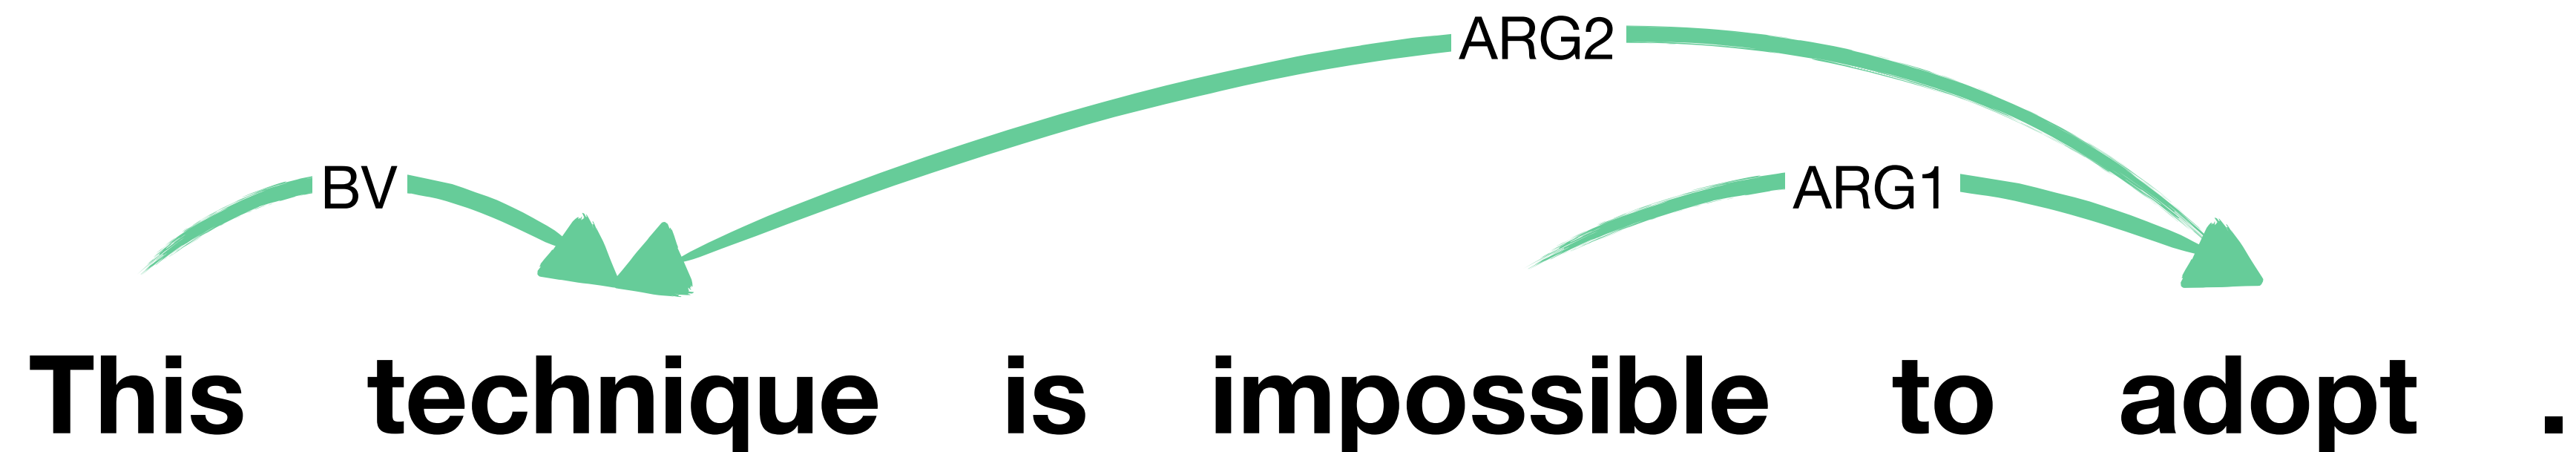 ARG2
BV ARG1
This technique is impossible to adopt .